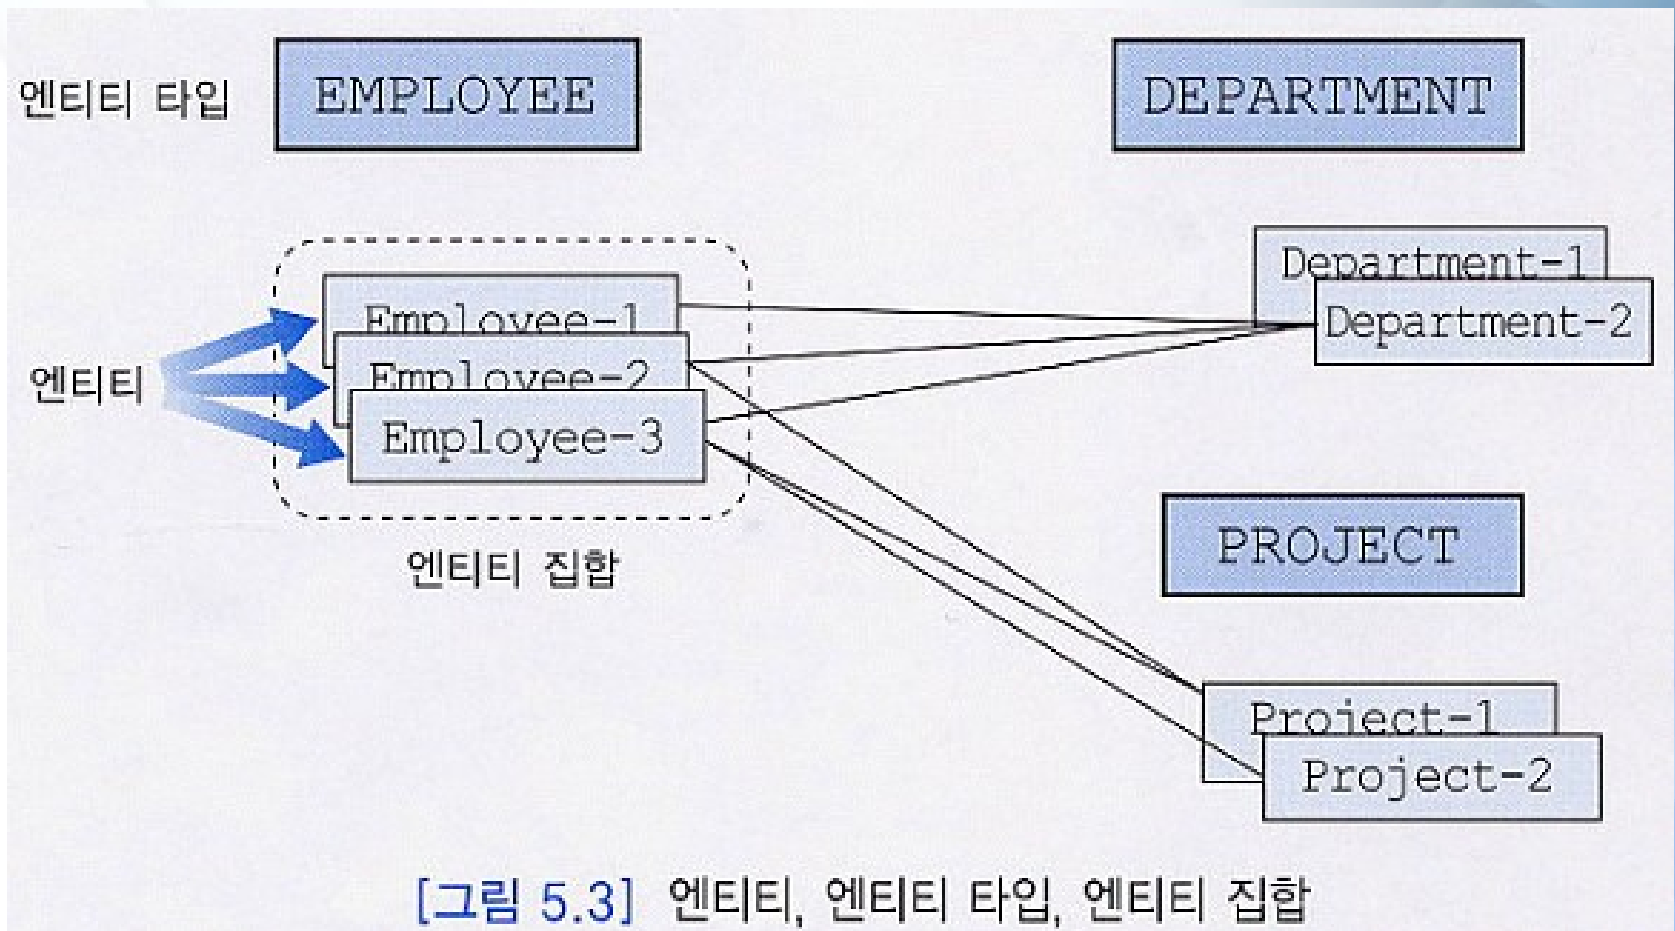 엔티티 타입
EMPLOYEE
DEPARTMENT
Department-1
Department-2
Employee-1
Employee-2
Employee-3
엔티티
엔티티 집합
PROJECT
Project-1
Project-2
[그림 5.3] 엔티티, 엔티티 타입, 엔티티 집합